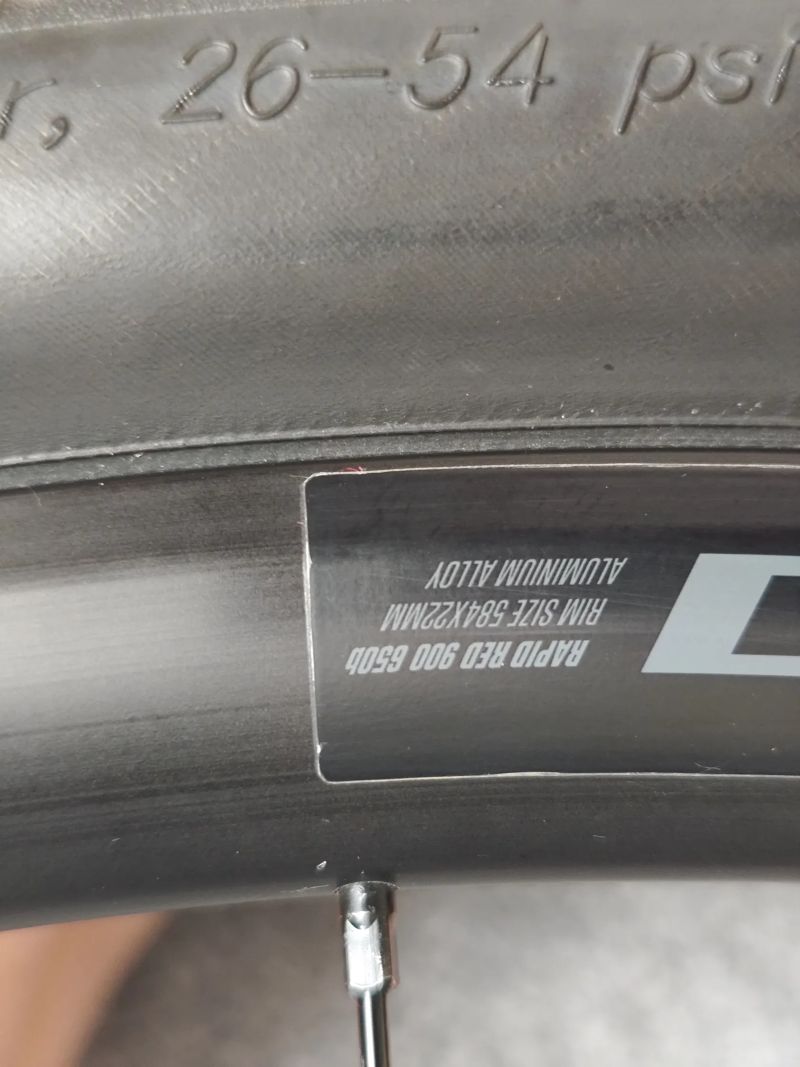 26-54 psi
RAPID RED 900 650b
RIM SIZE 584X22MM
ALUMINIUM ALLOY